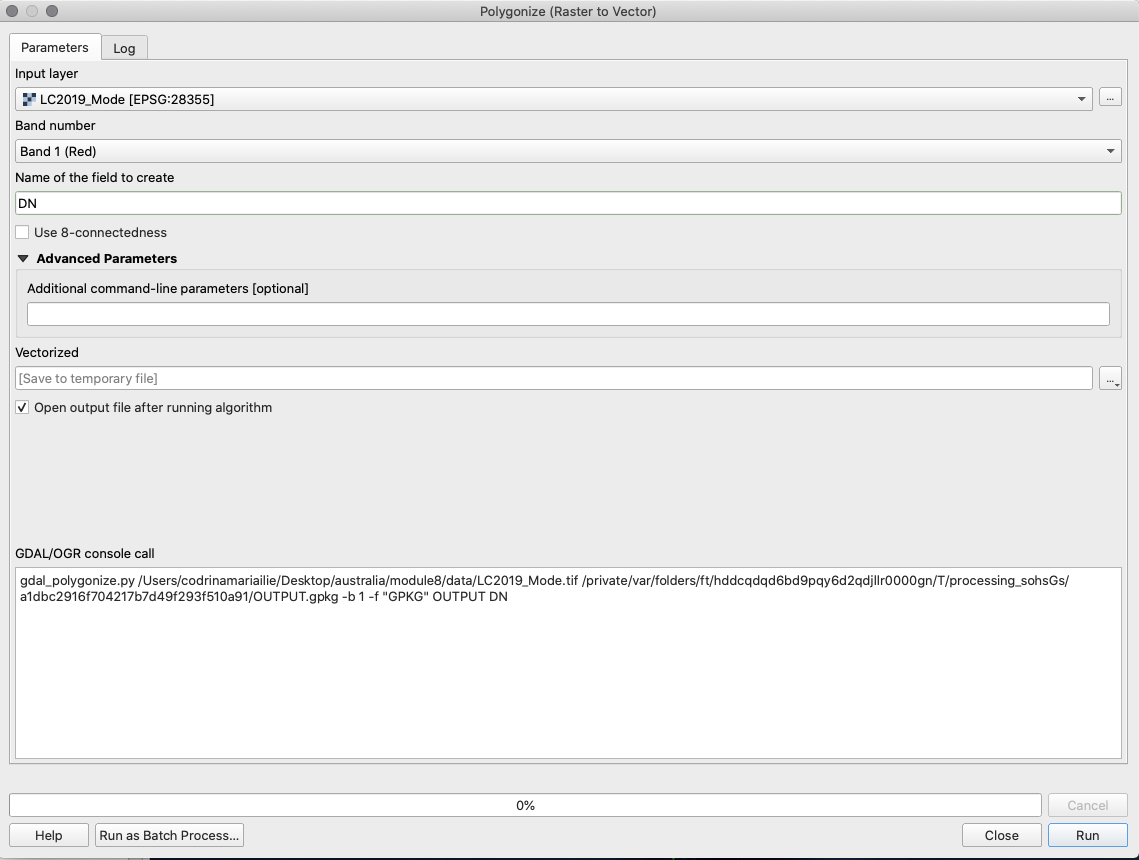 Polygonize (Raster to Vector)
Parameters
Log
Input layer
LC2019_Mode [EPSG:28355]
...
Band number
Band 1 (Red)
Name of the field to create
DN
Use 8-connectedness
Advanced Parameters
Additional command-line parameters [optional]
Vectorized
[Save to temporary file]
...
Open output file after running algorithm
GDAL/OGR console call
gdal_polygonize.py /Users/codrinamariailie/Desktop/australia/module8/data/LC2019_Mode.tif /private/var/folders/ft/hddcqdqd6bd9pqy6d2qdjllr0000gn/T/processing_sohsGs/
a1dbc2916f704217b7d49f293f510a91/OUTPUT.gpkg -b 1 -f "GPKG" OUTPUT DN
0%
Cancel
Help
Run as Batch Process...
Close
Run